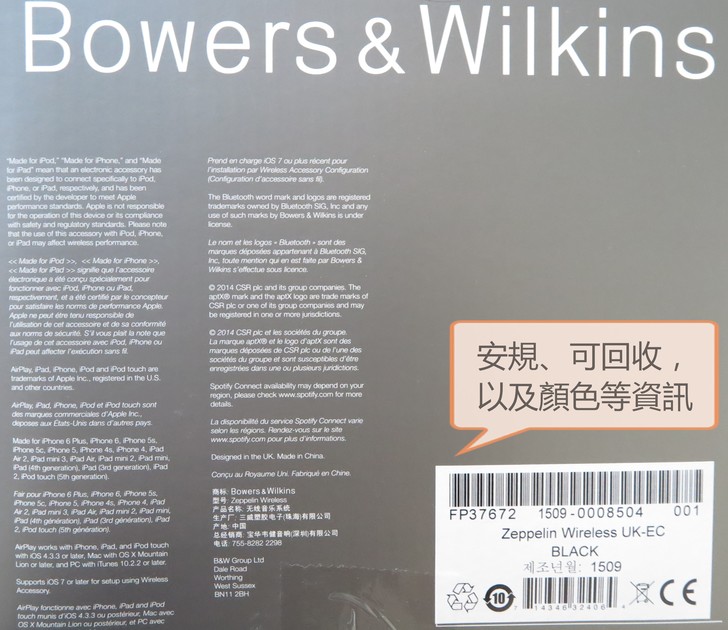 Bowers & Wilkins
"Made for iPod," "Made for iPhone," and "Made
for iPad" mean that an electronic accessory has
been designed to connect specifically to iPod,
iPhone, or iPad, respectively, and has been
certified by the developer to meet Apple
performance standards. Apple is not responsible
for the operation of this device or its compliance
with safety and regulatory standards. Please note
that the use of this accessory with iPod, iPhone,
or iPad may affect wireless performance.
<< Made for iPod >>, << Made for iPhone >>,
<< Made for iPad >> signifie que l'accessoire
électronique a été conçu spécialement pour
fonctionner avec iPod, iPhone ou iPad,
respectivement, et a été certifié par le concepteur
pour satisfaire les normes de performance Apple.
Apple ne peut être tenu responsable de
l'utilisation de cet accessoire et de sa conformité
aux normes de sécurité. S'il vous plaît la note que
l'usage de cet accessoire avec iPod, iPhone ou
iPad peut affecter l'exécution sans fil.
AirPlay, iPad, iPhone, iPod and iPod touch are
trademarks of Apple Inc., registered in the U.S.
and other countries.
AirPlay, iPad, iPhone, iPod et iPod touch sont
des marques commerciales d'Apple Inc.,
deposes aux Etats-Unis dans d'autres pays.
Made for iPhone 6 Plus, iPhone 6, iPhone 5s,
iPhone 5c, iPhone 5, iPhone 4s, iPhone 4, iPad
Air 2, iPad mini 3, iPad Air, iPad mini 2, iPad mini,
iPad (4th generation), iPad (3rd generation), iPad
2, iPod touch (5th generation).
Fair pour iPhone 6 Plus, iPhone 6, iPhone 5s,
iPhone 5c, iPhone 5, iPhone 4s, iPhone 4, iPad
Air 2, iPad mini 3, iPad Air, iPad mini 2, iPad mini,
iPad (4th génération), iPad (3rd génération), iPad
2, iPod touch (5th génération).
AirPlay works with iPhone, iPad, and iPod touch
with iOS 4.3.3 or later, Mac with OS X Mountain
Lion or later, and PC with iTunes 10.2.2 or later.
Supports iOS 7 or later for setup using Wireless
Accessory.
AirPlay fonctionne avec iPhone, iPad and iPod
touch munis d'iOS 4.3.3 ou postérieur, Mac avec
OS X Mountain Lion ou postérieur, et PC avec
Prend en charge iOS 7 ou plus récent pour
l'installation par Wireless Accessory Configuration
(Configuration d'accessoire sans fil).
The Bluetooth word mark and logos are registered
trademarks owned by Bluetooth SIG, Inc and any
use of such marks by Bowers & Wilkins is under
license.
Le nom et les logos « Bluetooth » sont des
marques déposées appartenant à Bluetooth SIG,
Inc, toute mention qui en est faite par Bowers &
Wilkins s'effectue sous licence.
© 2014 CSR plc and its group companies. The
aptX® mark and the aptX logo are trade marks of
CSR plc or one of its group companies and may
be registered in one or more jurisdictions.
© 2014 CSR plc et les sociétés du groupe.
La marque aptX® et le logo d'aptX sont des
marques déposées de CSR plc ou de l'une des
sociétés du groupe et sont susceptibles d'être
enregistrées dans une ou plusieurs juridictions.
Spotify Connect availability may depend on your
region, please check www.spotify.com for more
details.
La disponibilité du service Spotify Connect varie
selon les régions. Rendez-vous sur le site
www.spotify.com pour plus d'informations.
Designed in the UK. Made in China.
Conçu au Royaume Uni. Fabriqué en Chine.
商标: Bowers & Wilkins
型号: Zeppelin Wireless
产品名称: 无线音乐系统
生产厂: 三威塑胶电子(珠海)有限公司
产地: 中国
总经销商: 宝华韦健音响(深圳)有限公司
电话: 755-8282 2298
B&W Group Ltd
Dale Road
Worthing
West Sussex
BN11 2BH
安規、可回收，
以及顏色等資訊
FP37672 1509-0008504 001
Zeppelin Wireless UK-EC
BLACK
제조년월: 1509
10
7 14346 32406 4
CE